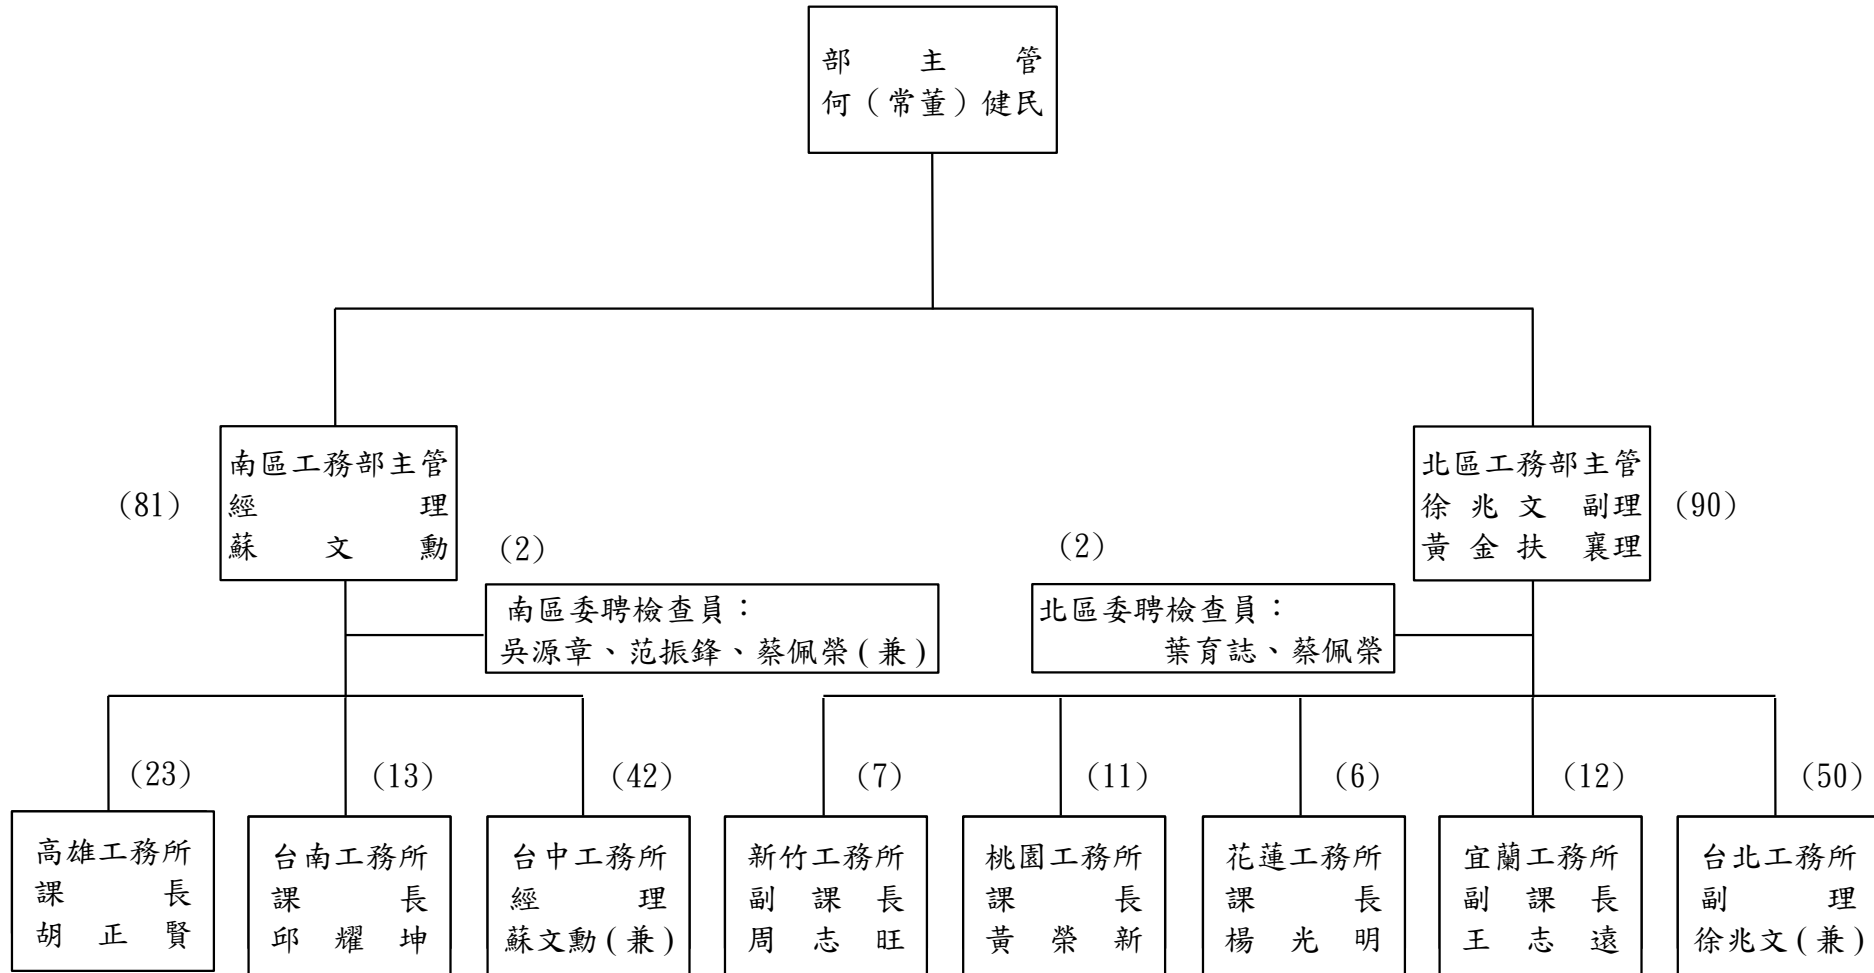 部主管
何（常董）健民
南區工務部主管
經理
蘇文勳
(81)
北區工務部主管
徐兆文副理
黃金扶襄理
(90)
(2)
南區委聘檢查員：
吳源章、范振鋒、蔡佩榮(兼)
(2)
北區委聘檢查員：
葉育誌、蔡佩榮
(23)
高雄工務所
課長
胡正賢
(13)
台南工務所
課長
邱耀坤
(42)
台中工務所
經理
蘇文勳(兼)
(7)
新竹工務所
副課長
周志旺
(11)
桃園工務所
課長
黃榮新
(6)
花蓮工務所
課長
楊光明
(12)
宜蘭工務所
副課長
王志遠
(50)
台北工務所
副理
徐兆文(兼)